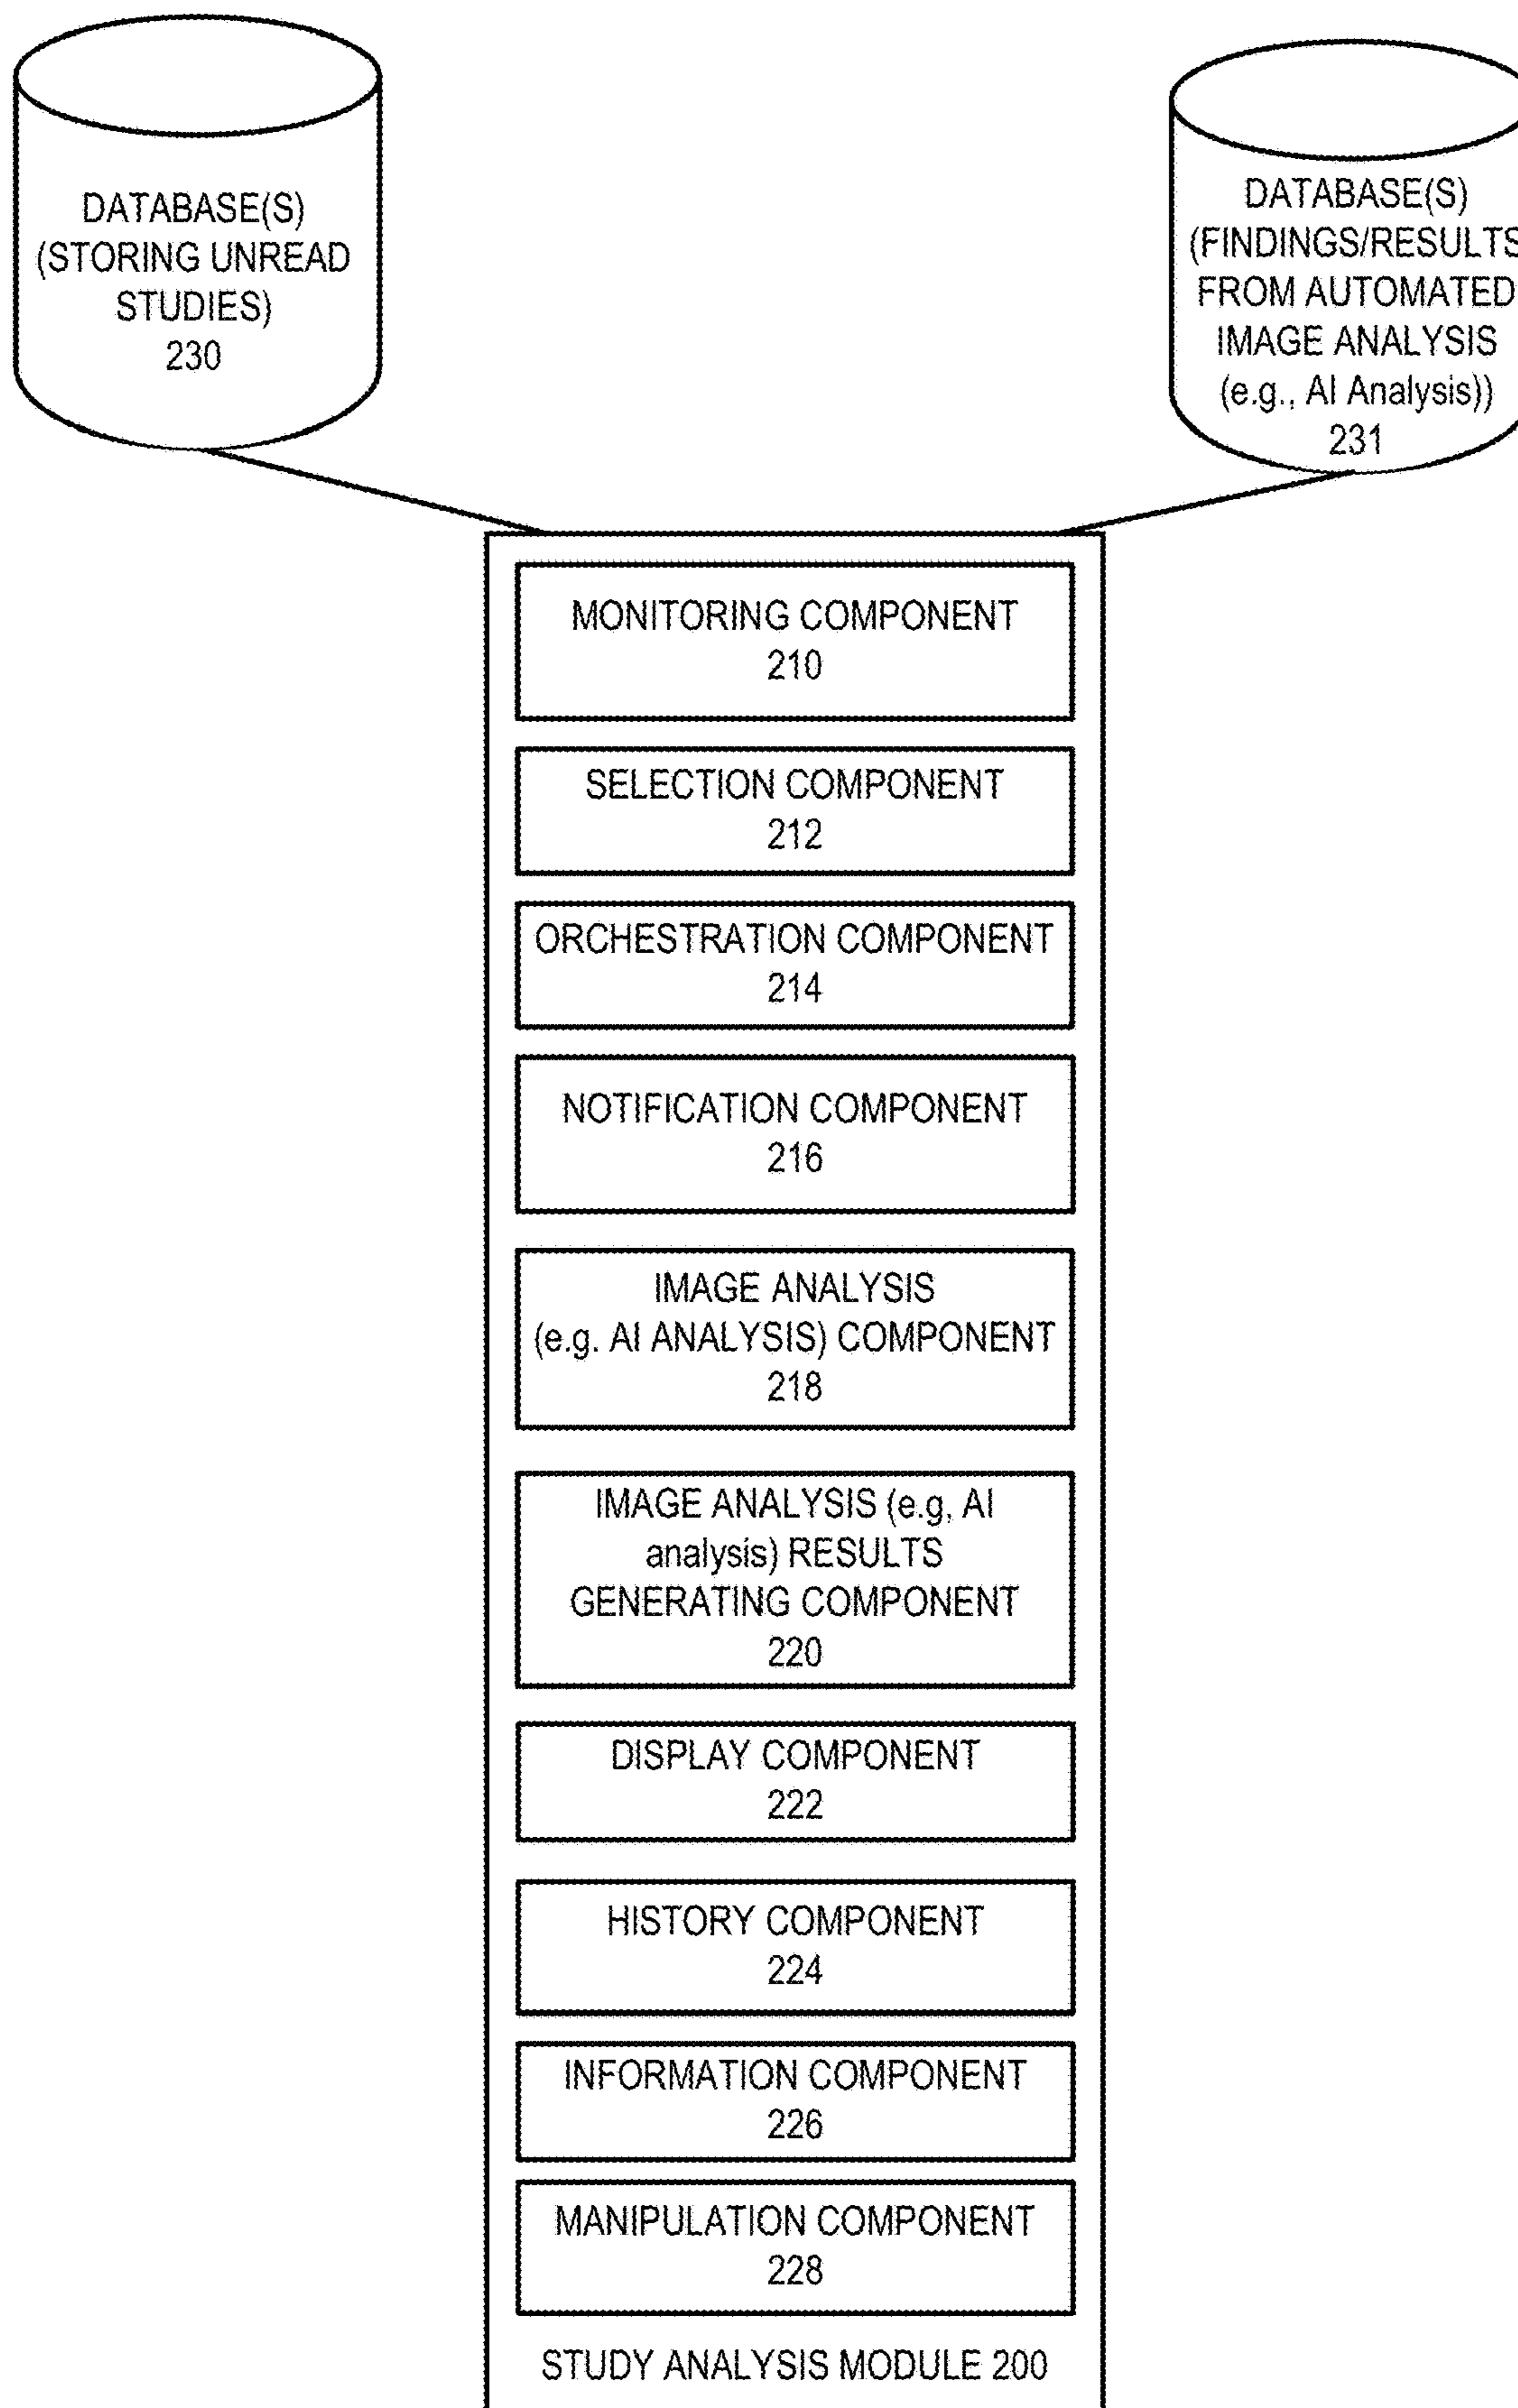 DATABASE(S)
(STORING UNREAD
STUDIES)
230
DATABASE(S)
(FINDINGS/RESULTS
FROM AUTOMATED
IMAGE ANALYSIS
(e.g., AI Analysis))
231
MONITORING COMPONENT
210
SELECTION COMPONENT
212
ORCHESTRATION COMPONENT
214
NOTIFICATION COMPONENT
216
IMAGE ANALYSIS
(e.g. AI ANALYSIS) COMPONENT
218
IMAGE ANALYSIS (e.g, AI
analysis) RESULTS
GENERATING COMPONENT
220
DISPLAY COMPONENT
222
HISTORY COMPONENT
224
INFORMATION COMPONENT
226
MANIPULATION COMPONENT
228
STUDY ANALYSIS MODULE 200